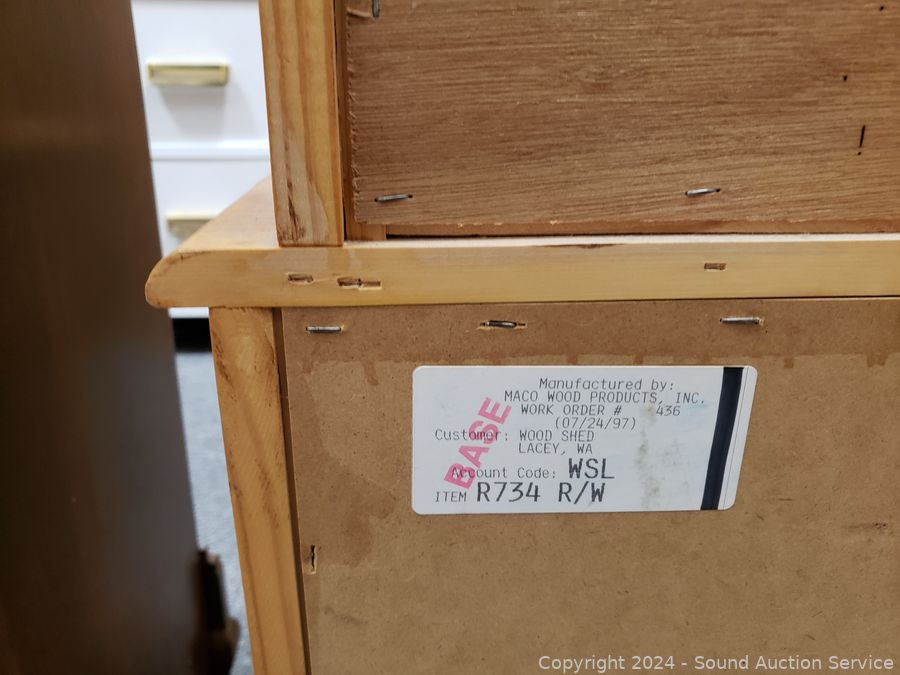 Manufactured by:
MACO WOOD PRODUCTS, INC.
WORK ORDER # 436
(07/24/97)
Customer: WOOD SHED
LACEY, WA
BASE
Account Code: WSL
ITEM R734 R/W
Copyright © 2024 - Sound Auction Service